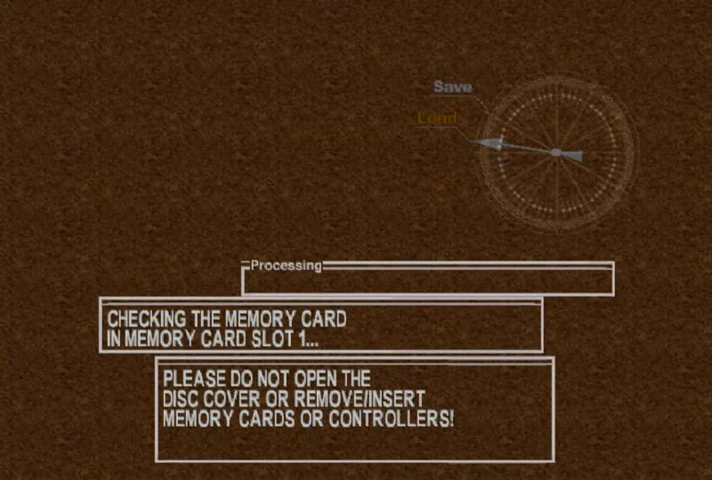 Save
Load
Processing
CHECKING THE MEMORY CARD
IN MEMORY CARD SLOT 1...
PLEASE DO NOT OPEN THE
DISC COVER OR REMOVE/INSERT
MEMORY CARDS OR CONTROLLERS!